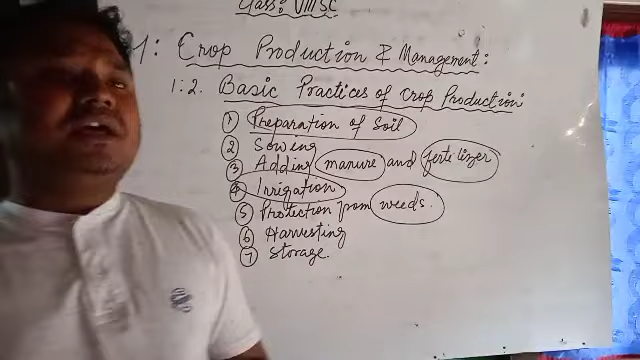 Class: VIII SC
1: Crop Production & Management:
1.2. Basic Practices of Crop Production
① Preparation of Soil
② Sowing
③ Adding manure and fertilizer
④ Irrigation
⑤ Protection from weeds.
⑥ Harvesting
⑦ Storage.